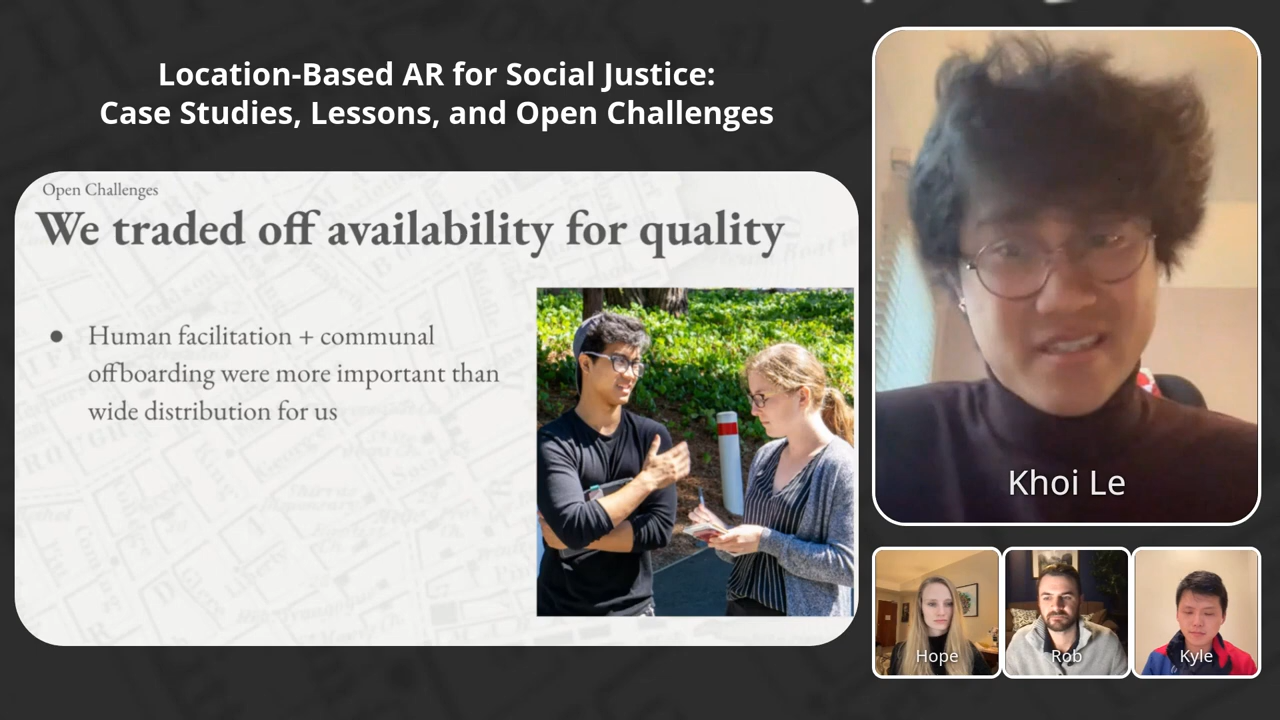 Location-Based AR for Social Justice:
Case Studies, Lessons, and Open Challenges
Open Challenges
We traded off availability for quality
● Human facilitation + communal
offboarding were more important than
wide distribution for us
Khoi Le
Hope
Rob
Kyle